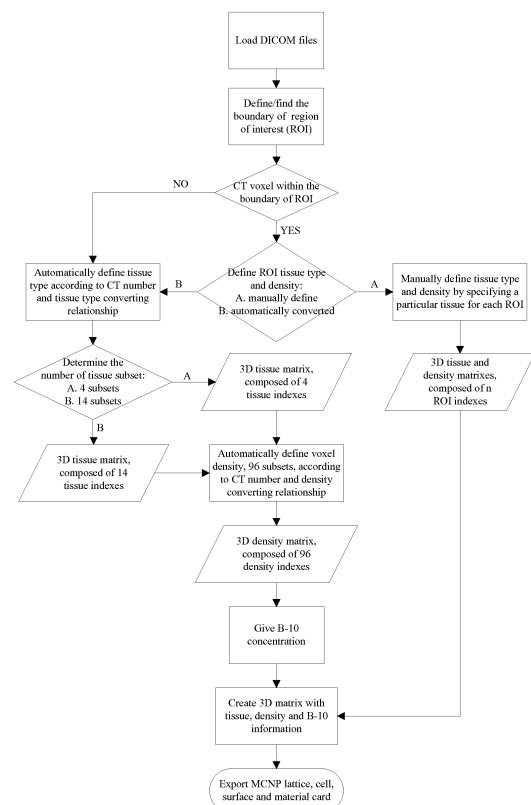 Load DICOM files
Define/find the
boundary of region
of interest (ROI)
CT voxel within the
boundary of ROI
NO
YES
Define ROI tissue type
and density:
A. manually define
B. automatically converted
B
A
Automatically define tissue
type according to CT number
and tissue type converting
relationship
Manually define tissue type
and density by specifying a
particular tissue for each ROI
Determine the
number of tissue subset:
A. 4 subsets
B. 14 subsets
A
B
3D tissue matrix,
composed of 4
tissue indexes
3D tissue and
density matrixes,
composed of n
ROI indexes
3D tissue matrix,
composed of 14
tissue indexes
Automatically define voxel
density, 96 subsets, according
to CT number and density
converting relationship
3D density matrix,
composed of 96
density indexes
Give B-10
concentration
Create 3D matrix with
tissue, density and B-10
information
Export MCNP lattice, cell,
surface and material card